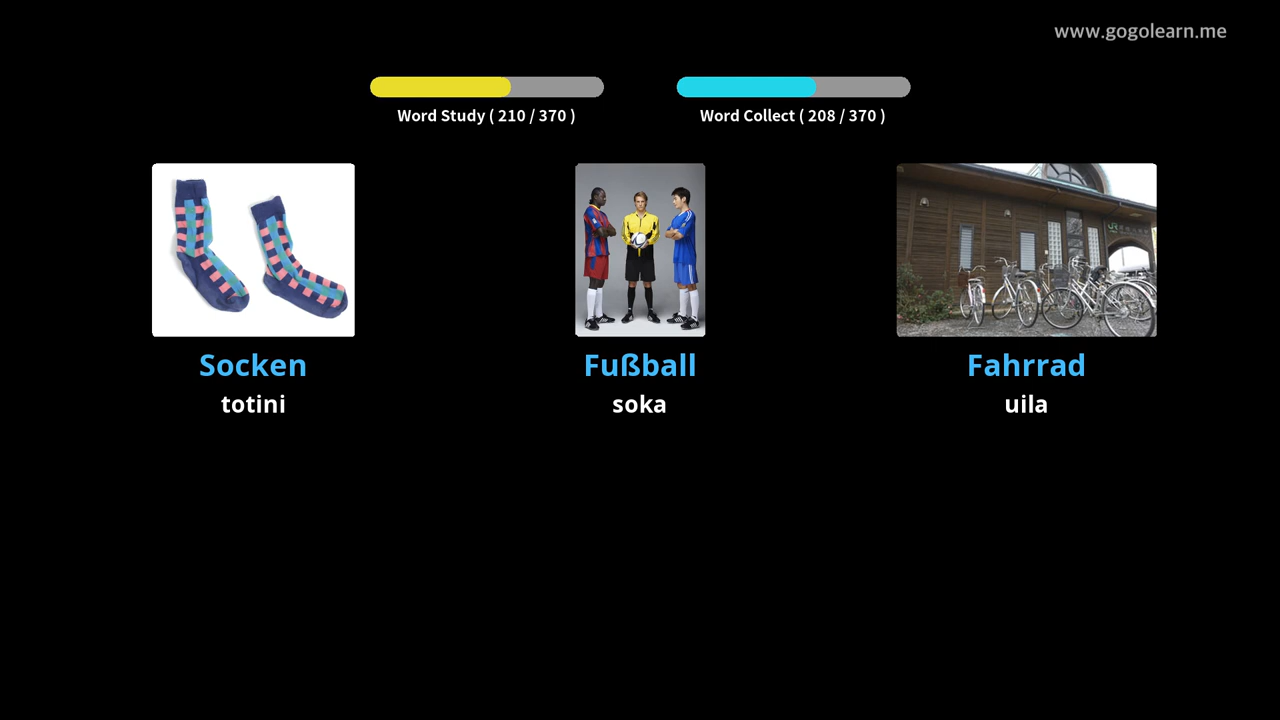 www.gogolearn.me
Word Study ( 210 / 370 )
Word Collect ( 208 / 370 )
Socken
totini
Fußball
soka
Fahrrad
uila